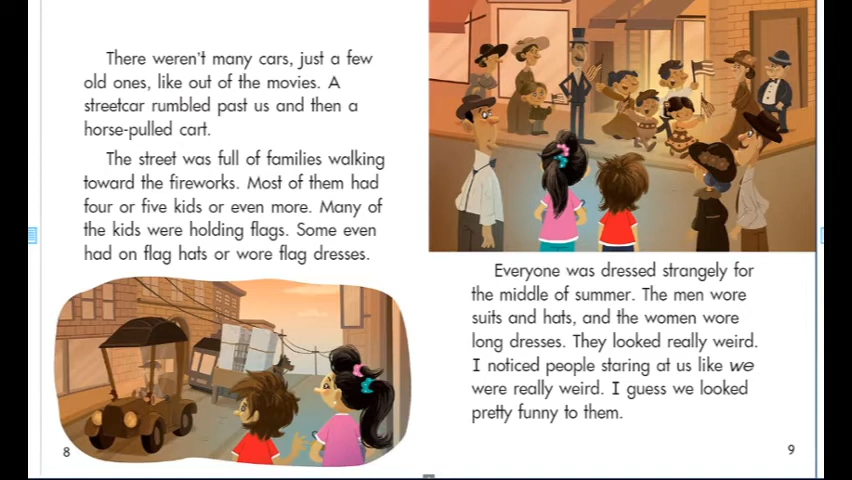 There weren't many cars, just a few
old ones, like out of the movies. A
streetcar rumbled past us and then a
horse-pulled cart.
The street was full of families walking
toward the fireworks. Most of them had
four or five kids or even more. Many of
the kids were holding flags. Some even
had on flag hats or wore flag dresses.
8
Everyone was dressed strangely for
the middle of summer. The men wore
suits and hats, and the women wore
long dresses. They looked really weird.
I noticed people staring at us like we
were really weird. I guess we looked
pretty funny to them.
9